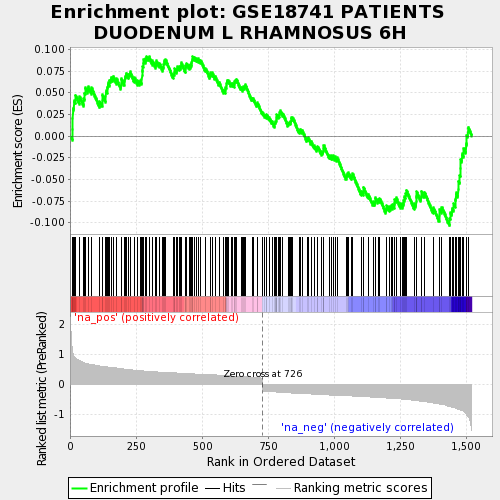 Enrichment plot: GSE18741 PATIENTS
DUODENUM L RHAMNOSUS 6H
Enrichment score (ES)
0.100
0.075
0.050
0.025
0.000
-0.025
-0.050
-0.075
-0.100
Ranked list metric (PreRanked)
2
1
0
-1
'na_pos' (positively correlated)
Zero cross at 726
'na_neg' (negatively correlated)
0
250
500
750
1,000
1,250
1,500
Rank in Ordered Dataset
Enrichment profile
Hits
Ranking metric scores